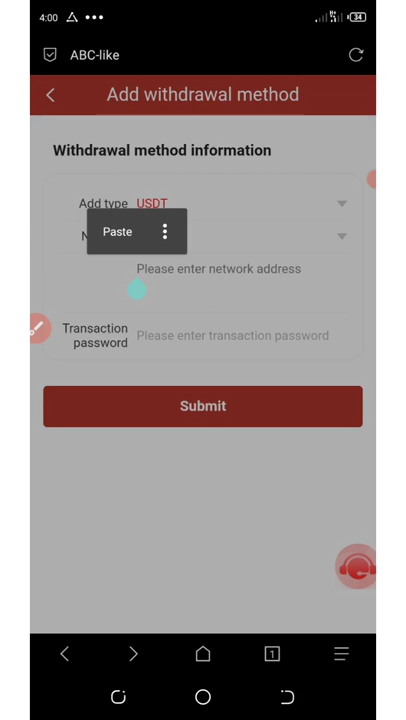 4:00
34
ABC-like
Add withdrawal method
Withdrawal method information
Add type USDT
N
Paste
Please enter network address
Transaction password Please enter transaction password
Submit
1